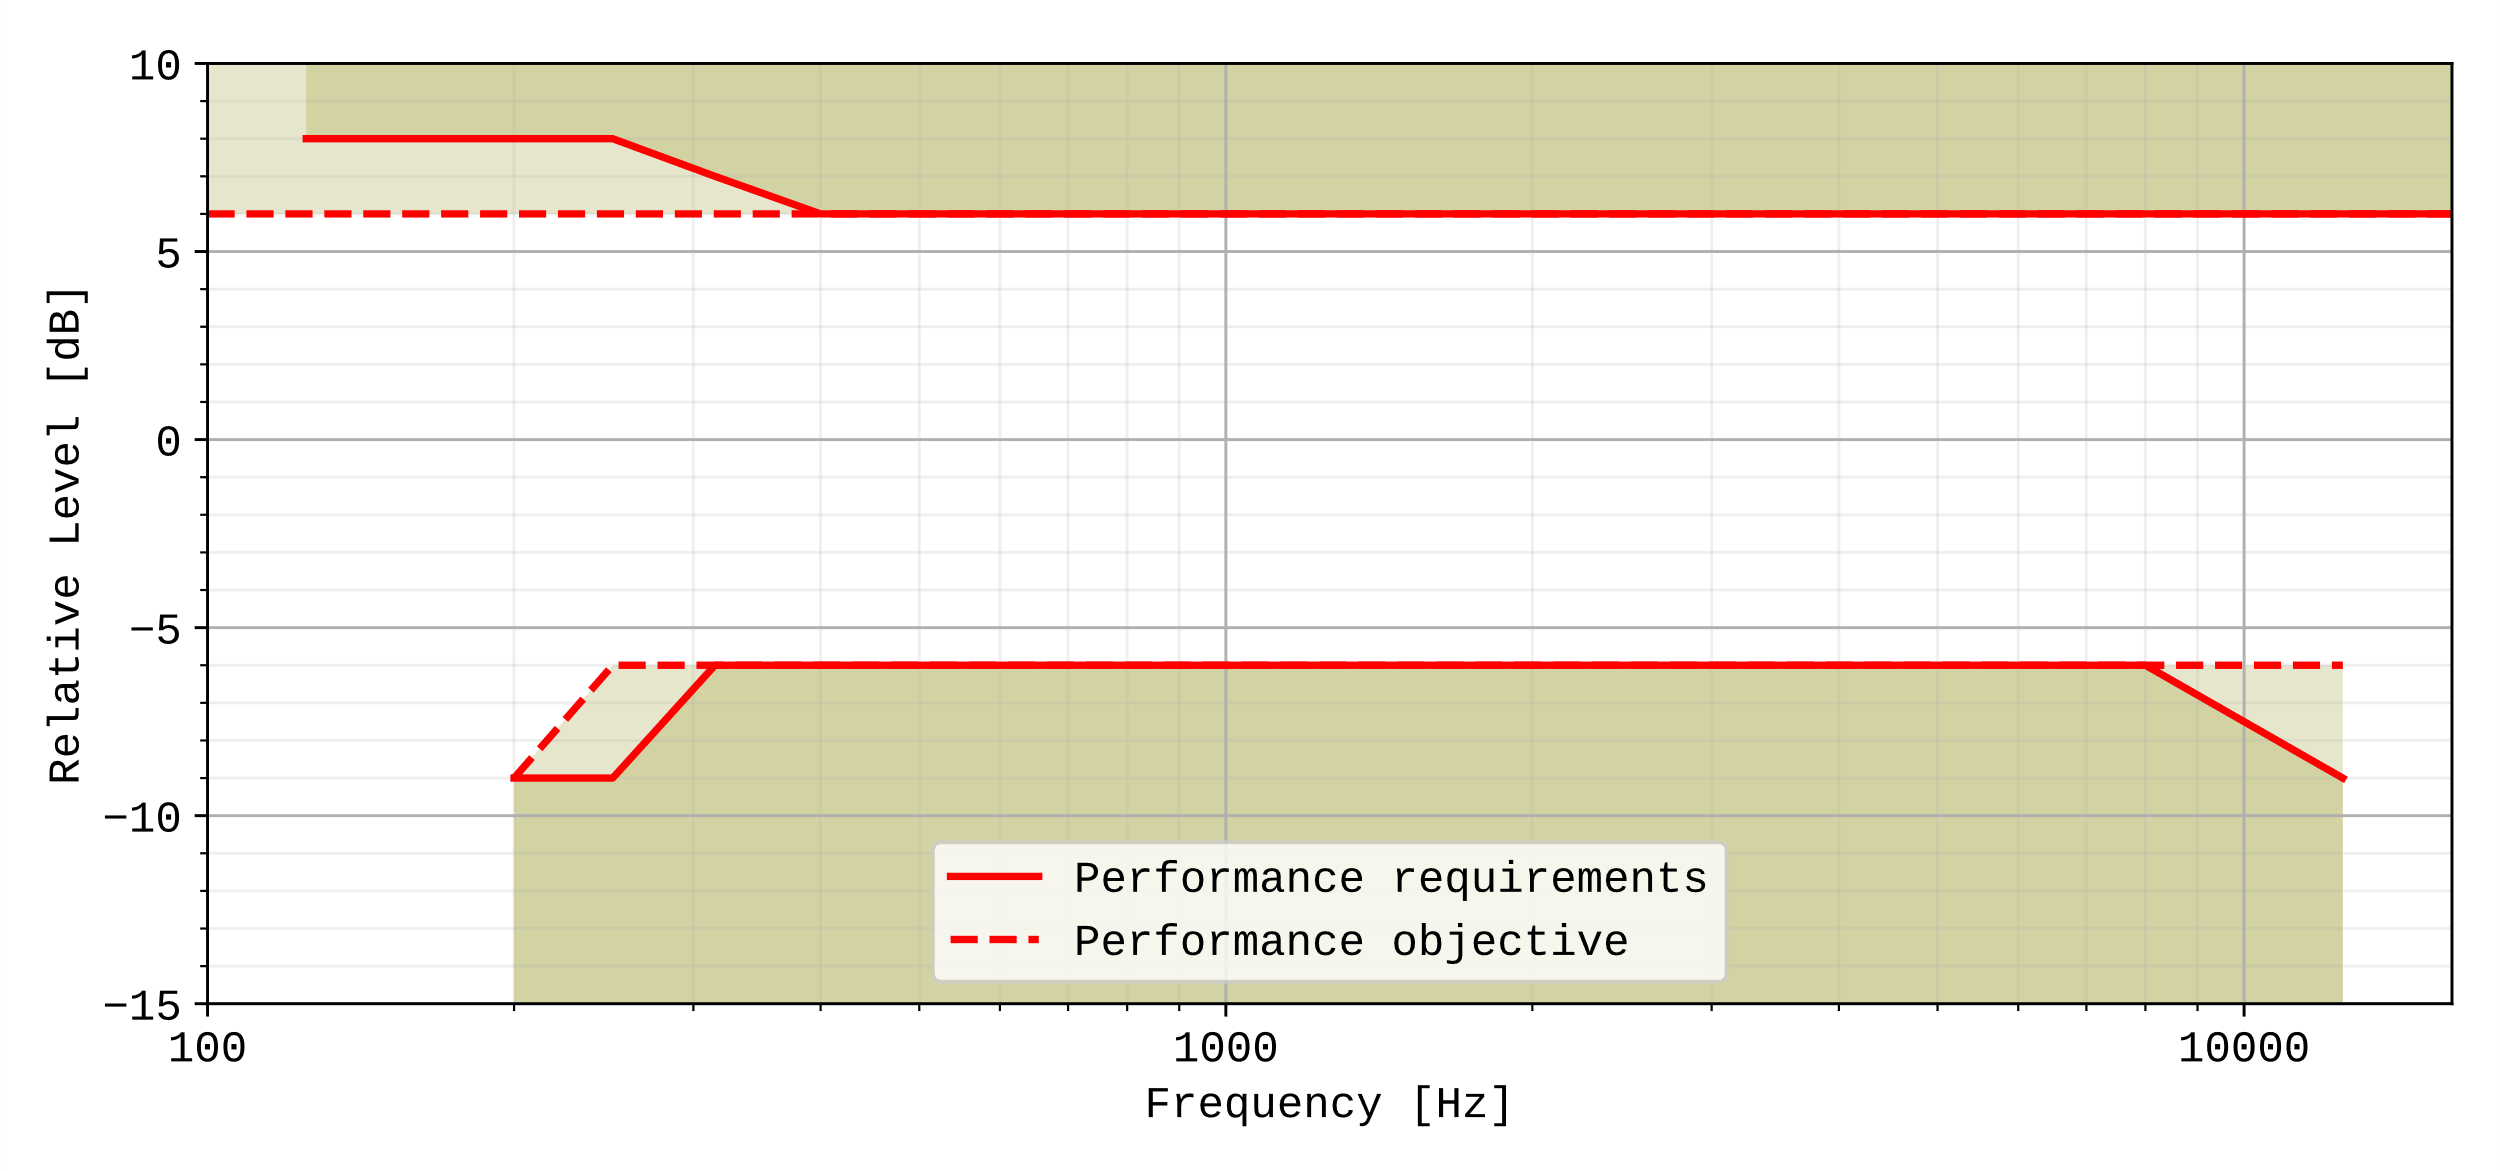 10
5
0
−5
−10
−15
Relative Level [dB]
Performance requirements
Performance objective
100
1000
10000
Frequency [Hz]